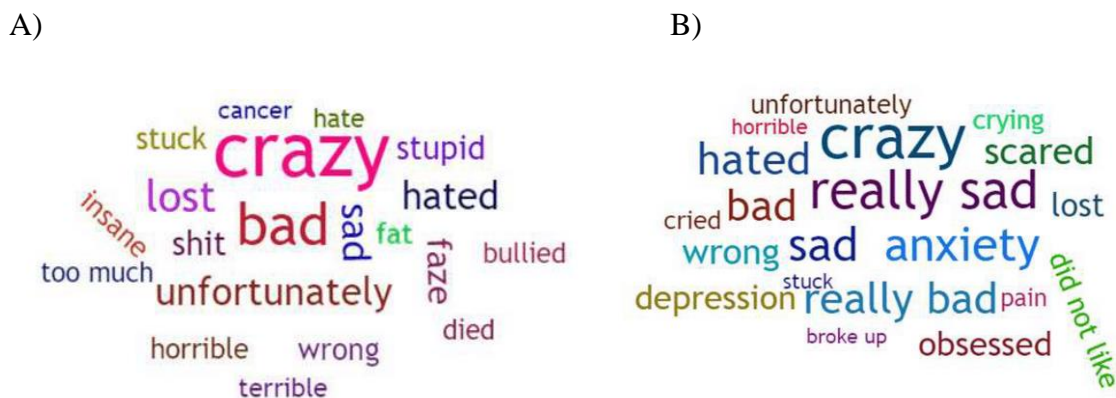 A)
B)
cancer
hate
stuck
crazy
stupid
lost
hated
insane
bad
sad
fat
shit
faze
bullied
too much
unfortunately
died
horrible
wrong
terrible
unfortunately
horrible
crazy
crying
hated
scared
really sad
bad
lost
cried
wrong
sad
anxiety
stuck
did not like
depression
really bad
pain
broke up
obsessed